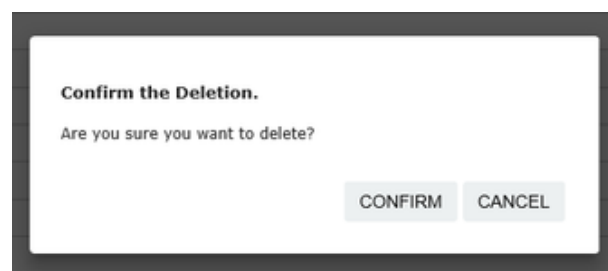 Confirm the Deletion.
Are you sure you want to delete?
CONFIRM CANCEL